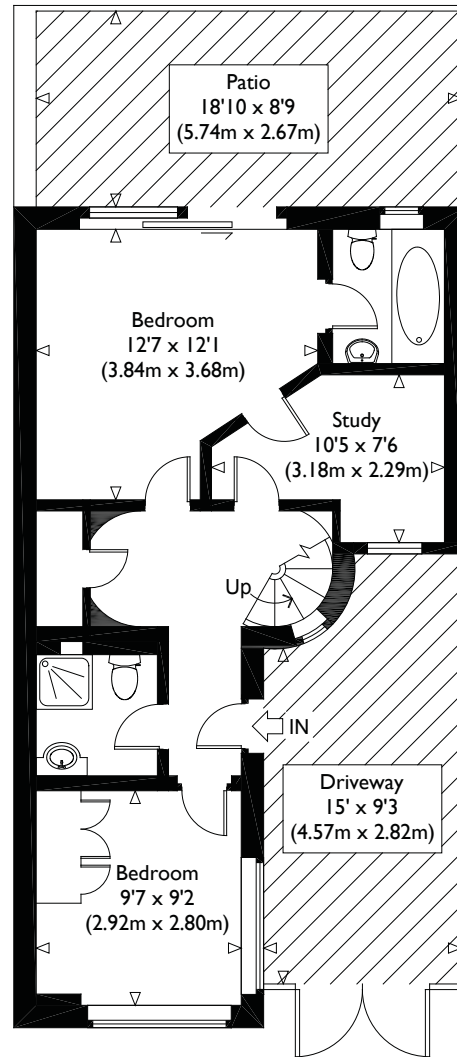 Patio
18'10 x 8'9
(5.74m x 2.67m)
Bedroom
12'7 x 12'1
(3.84m x 3.68m)
Study
10'5 x 7'6
(3.18m x 2.29m)
Up
IN
Driveway
15' x 9'3
(4.57m x 2.82m)
Bedroom
9'7 x 9'2
(2.92m x 2.80m)